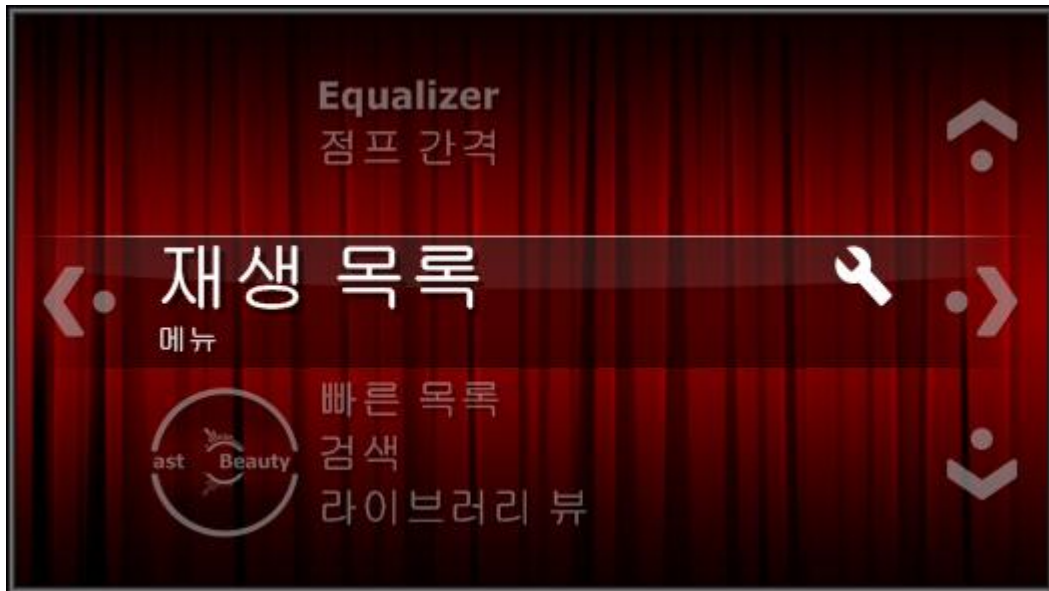 Equalizer
점프 간격
재생 목록
메뉴
빠른 목록
검색
라이브러리 뷰
ast Beauty